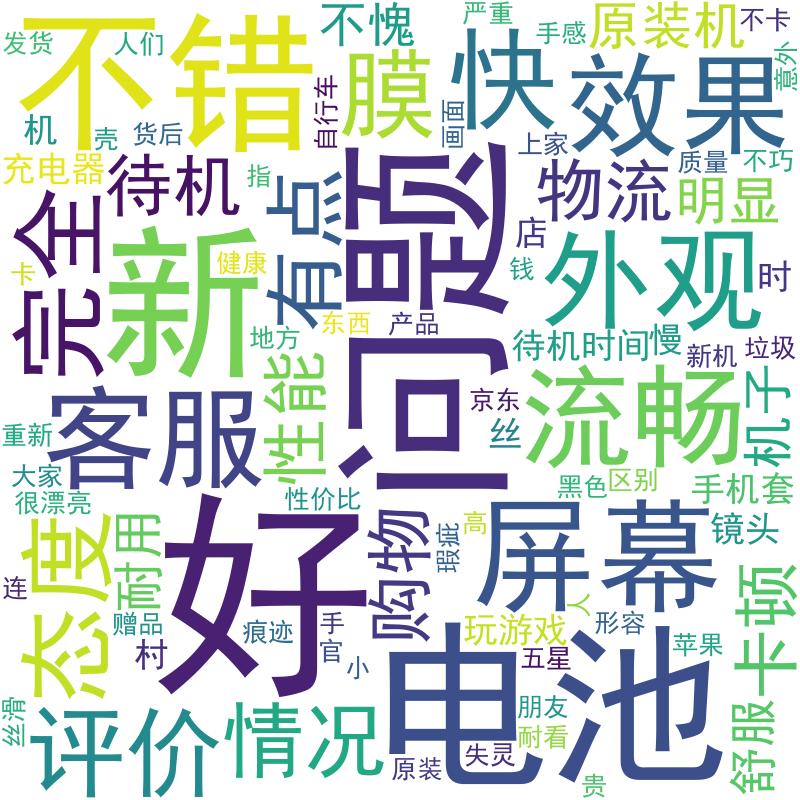 不错
发货
人们
不愧
严重
手感
原装机
不卡
意外
机
壳
货后
自行车
膜
画面
快
效果
上家
质量
不巧
充电器
待机
指
有点
问题
物流
明显
店
完全
新
健康
卡
地方
东西
产品
钱
外观
时
待机时间
慢
新机
垃圾
客服
性能
京东
丝
流畅
机子
重新
大家
很漂亮
性价比
黑色
区别
手机套
态度
耐用
好
购物
瑕疵
高
屏幕
镜头
连
赠品
村
痕迹
手
官
小
玩游戏
人
形容
五星
苹果
卡顿
丝滑
评价
情况
电池
原装
失灵
朋友
耐看
贵
舒服